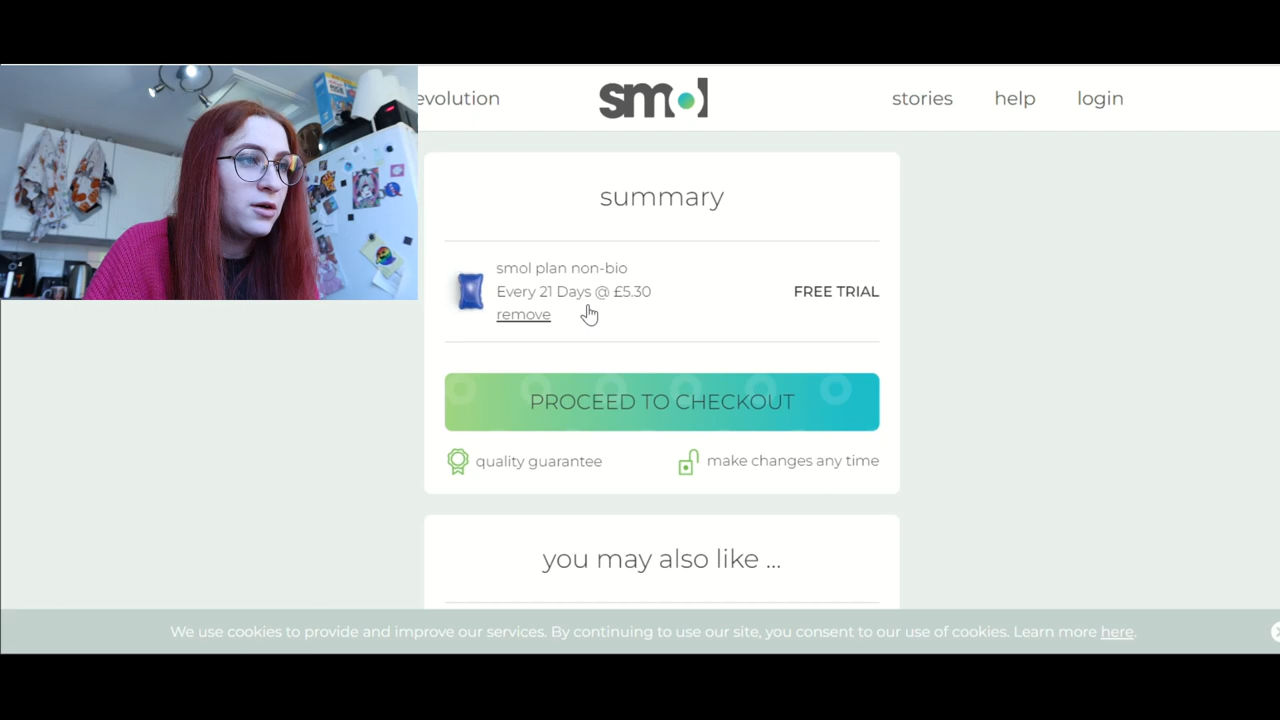 evolution
smol
stories
help
login
summary
smol plan non-bio
Every 21 Days @ £5.30
remove
FREE TRIAL
PROCEED TO CHECKOUT
quality guarantee
make changes any time
you may also like ...
We use cookies to provide and improve our services. By continuing to use our site, you consent to our use of cookies. Learn more here.